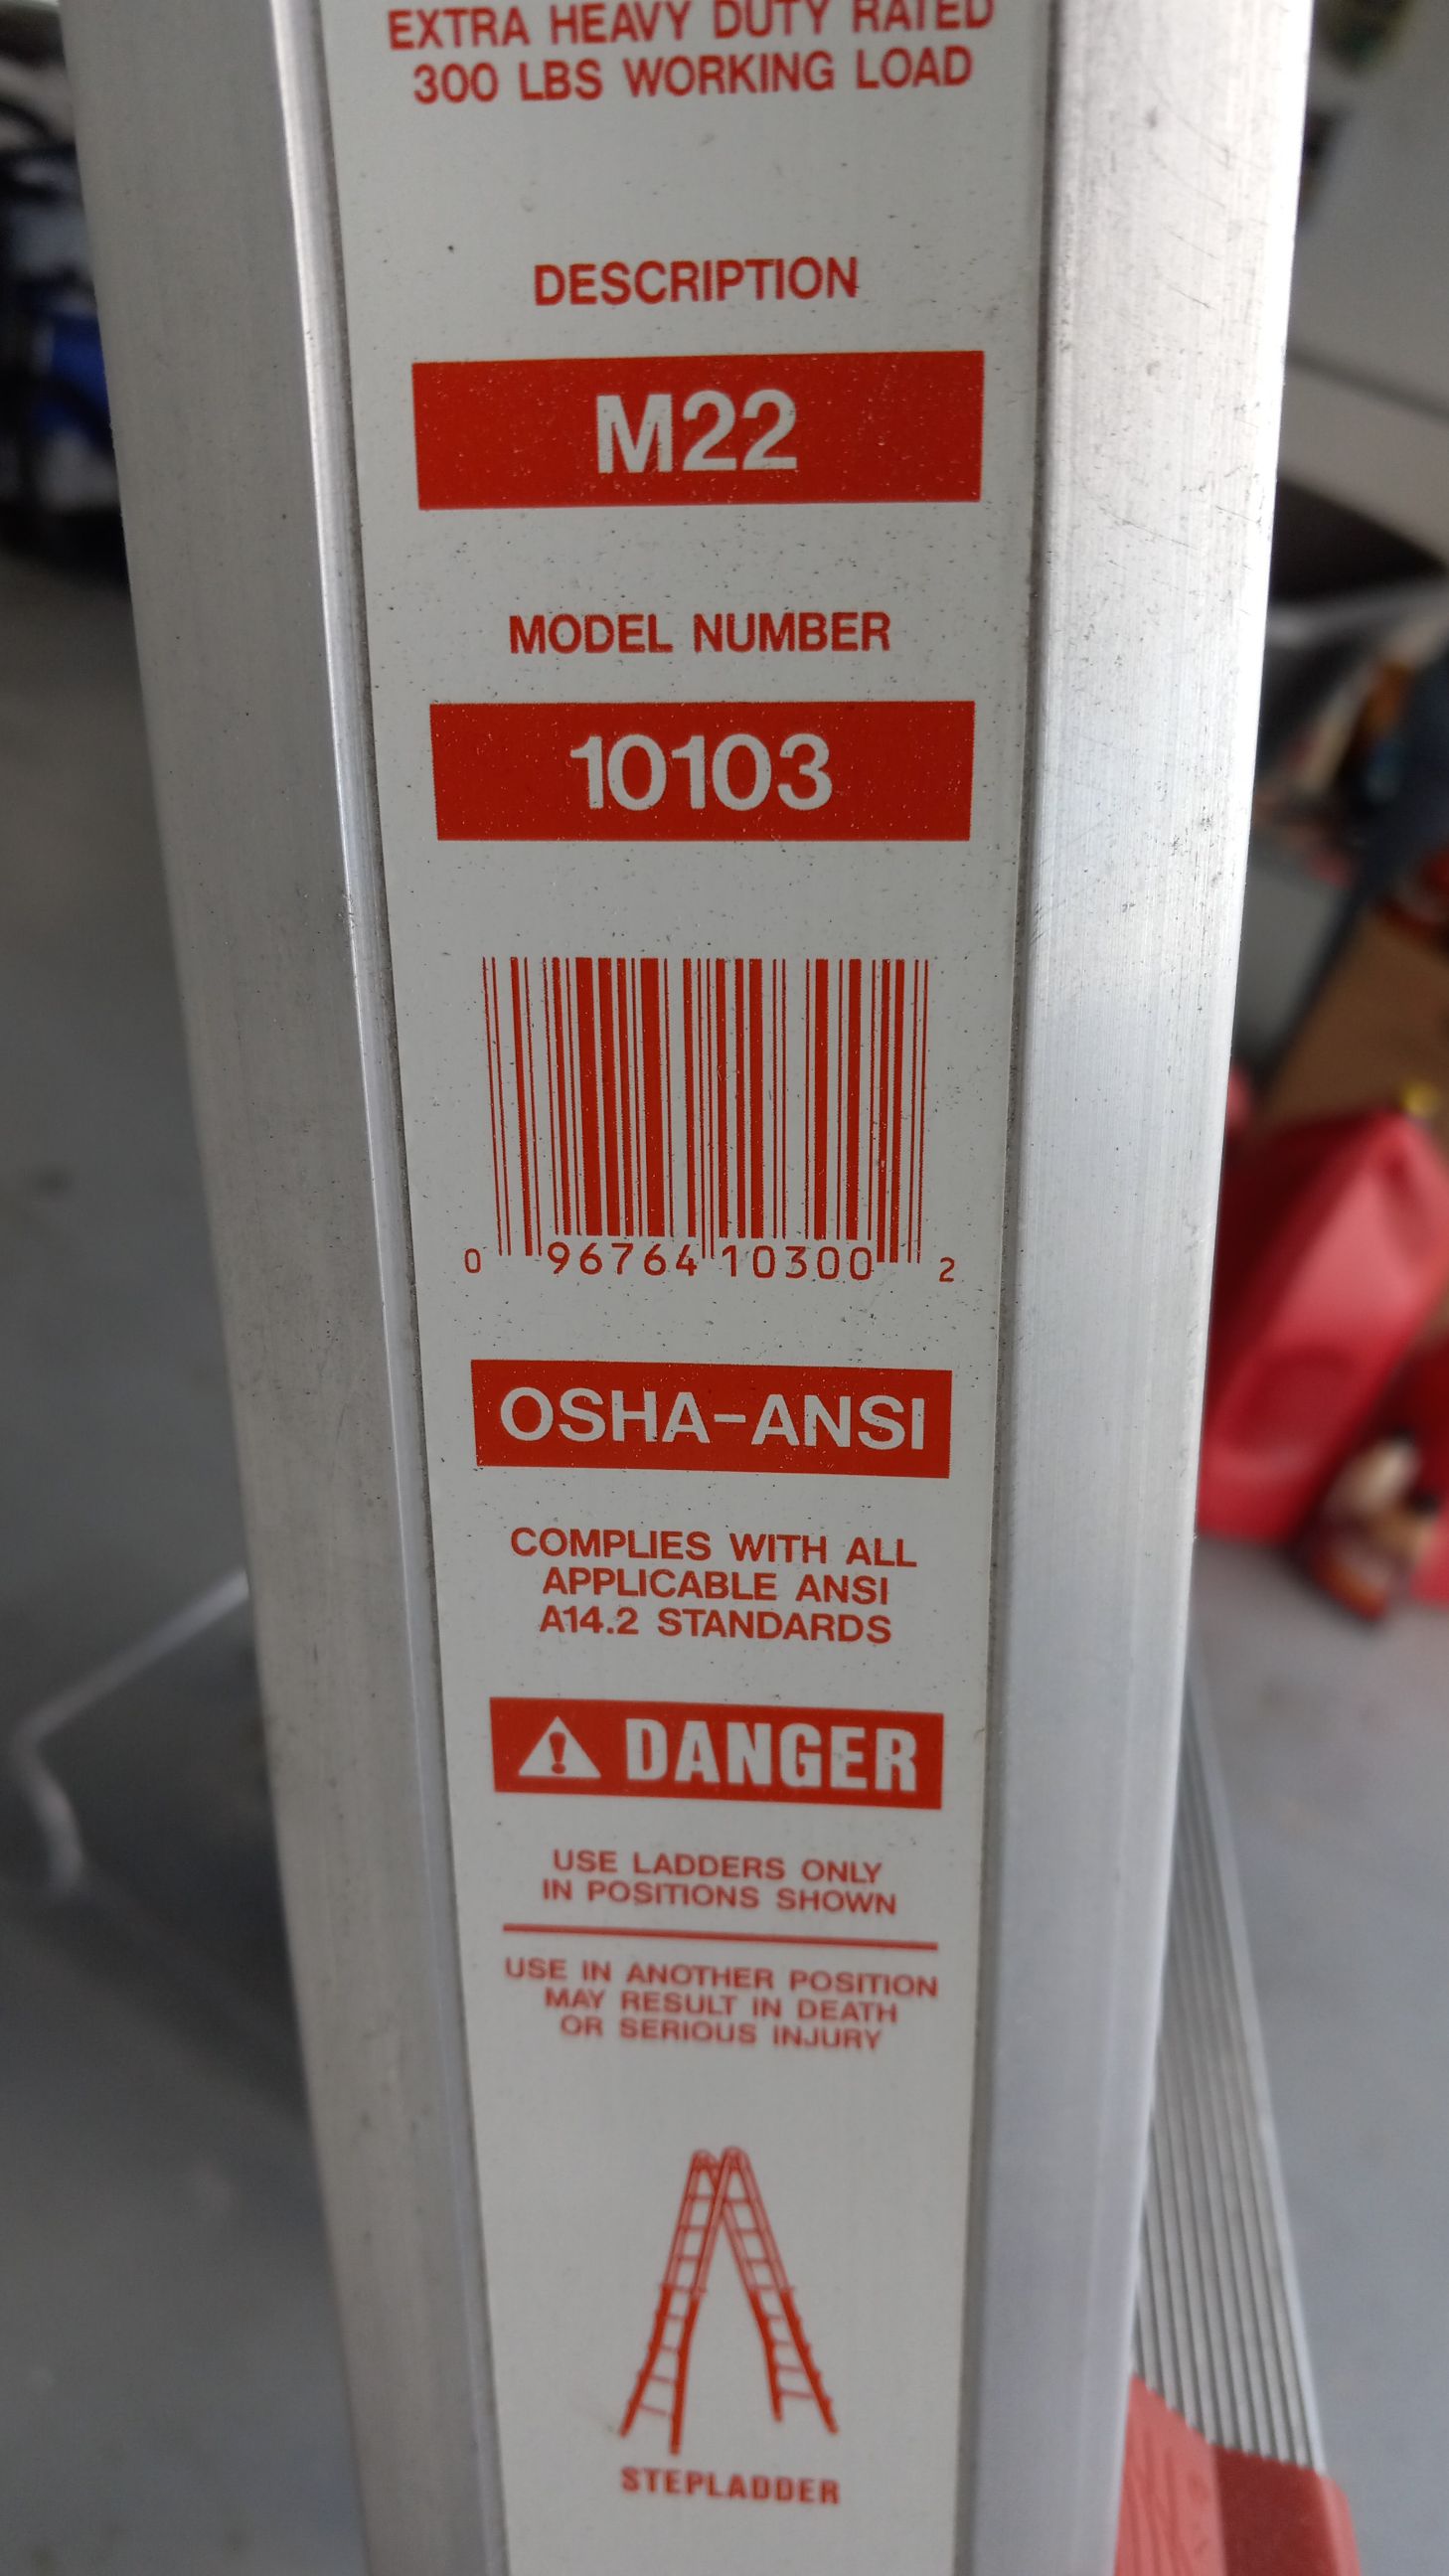 EXTRA HEAVY DUTY RATED
300 LBS WORKING LOAD
DESCRIPTION
M22
MODEL NUMBER
10103
0 96764 10300 2
OSHA-ANSI
COMPLIES WITH ALL
APPLICABLE ANSI
A14.2 STANDARDS
DANGER
USE LADDERS ONLY
IN POSITIONS SHOWN
USE IN ANOTHER POSITION
MAY RESULT IN DEATH
OR SERIOUS INJURY
STEPLADDER